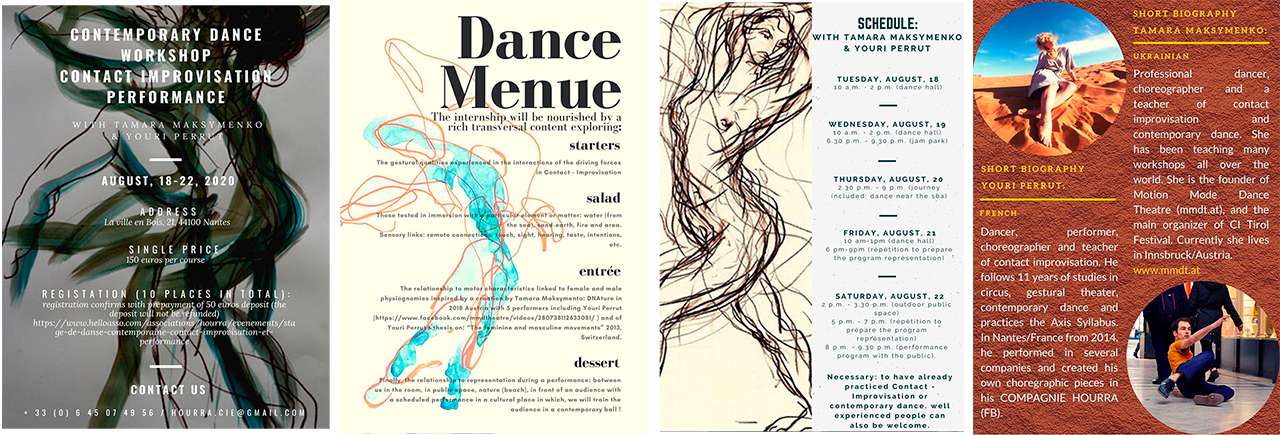 CONTEMPORARY DANCE
WORKSHOP
CONTACT IMPROVISATION
PERFORMANCE
WITH TAMARA MAKSYMENKO
& YOURI PERRUT
AUGUST, 18-22, 2020
ADDRESS
La ville en Bois, 21, 44100 Nantes
SINGLE PRICE
150 euros per course
REGISTATION (10 PLACES IN TOTAL):
registration confirms with prepayment of 50 euros deposit (the
deposit will not be refunded)
https://www.helloasso.com/associations/hourra/evenements/sta
ge-de-danse-contemporaine-contact-improvisation-et-
performance
CONTACT US
+ 33 (0) 6 45 07 49 56 / HOURRA.CIE@GMAIL.COM
Dance
Menue
The internship will be nourished by a
rich transversal content exploring:
starters
The gestural qualities experienced in the interactions of the driving forces
in Contact - Improvisation
salad
Those tested in immersion with a particular element or matter: water (from
the sea), sand-earth, fire and area.
Sensory links: remote connections, touch, sight, hearing, taste, intentions,
etc.
entrée
The relationship to motor characteristics linked to female and male
physiognomies inspired by a creation by Tamara Maksymenko: DNAture in
2018 Austria with 5 performers including Youri Perrut
(https://www.facebook.com/mmdtheatre/videos/280738112633081/ ) and of
Youri Perrut's thesis on: "The feminine and masculine movements" 2013,
Switzerland.
dessert
Finally, the relationship to representation during a performance: between
us in the room, in public space, nature (beach), in front of an audience with
a scheduled performance in a cultural place in which, we will train the
audience in a contemporary ball !
SCHEDULE:
WITH TAMARA MAKSYMENKO
& YOURI PERRUT
TUESDAY, AUGUST, 18
10 a.m. - 2 p.m. (dance hall)
WEDNESDAY, AUGUST, 19
10 a.m. - 2 p.m. (dance hall)
6.30 p.m. - 9.30 p.m. (jam park)
THURSDAY, AUGUST, 20
2.30 p.m. - 9 p.m. (journey
included: dance near the sea)
FRIDAY, AUGUST, 21
10 am-1pm (dance hall)
6 pm-9pm (répétition to prepare
the program représentation)
SATURDAY, AUGUST, 22
2 p.m. - 3.30 p.m. (outdoor public
space)
5 p.m. - 7 p.m. (répétition to
prepare the program
représentation)
8 p.m. - 9.30 p.m. (performance
program with the public).
Necessary: to have already
practiced Contact -
Improvisation or
contemporary dance. well
experienced people can
also be welcome.
SHORT BIOGRAPHY
TAMARA MAKSYMENKO:
UKRAINIAN
Professional dancer,
choreographer and a
teacher of contact
improvisation and
contemporary dance. She
has been teaching many
workshops all over the
world. She is the founder of
Motion Mode Dance
Theatre (mmdt.at), and the
main organizer of CI Tirol
Festival. Currently she lives
in Innsbruck/Austria.
www.mmdt.at
SHORT BIOGRAPHY
YOURI PERRUT:
FRENCH
Dancer, performer,
choreographer and teacher
of contact improvisation. He
follows 11 years of studies in
circus, gestural theater,
contemporary dance and
practices the Axis Syllabus.
In Nantes/France from 2014,
he performed in several
companies and created his
own choregraphic pieces in
his COMPAGNIE HOURRA
(FB).